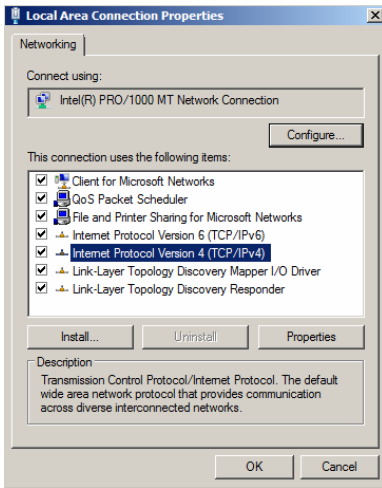 Local Area Connection Properties
Networking
Connect using:
Intel(R) PRO/1000 MT Network Connection
Configure...
This connection uses the following items:
Client for Microsoft Networks
QoS Packet Scheduler
File and Printer Sharing for Microsoft Networks
Internet Protocol Version 6 (TCP/IPv6)
Internet Protocol Version 4 (TCP/IPv4)
Link-Layer Topology Discovery Mapper I/O Driver
Link-Layer Topology Discovery Responder
Install... Uninstall Properties
Description
Transmission Control Protocol/Internet Protocol. The default
wide area network protocol that provides communication
across diverse interconnected networks.
OK Cancel